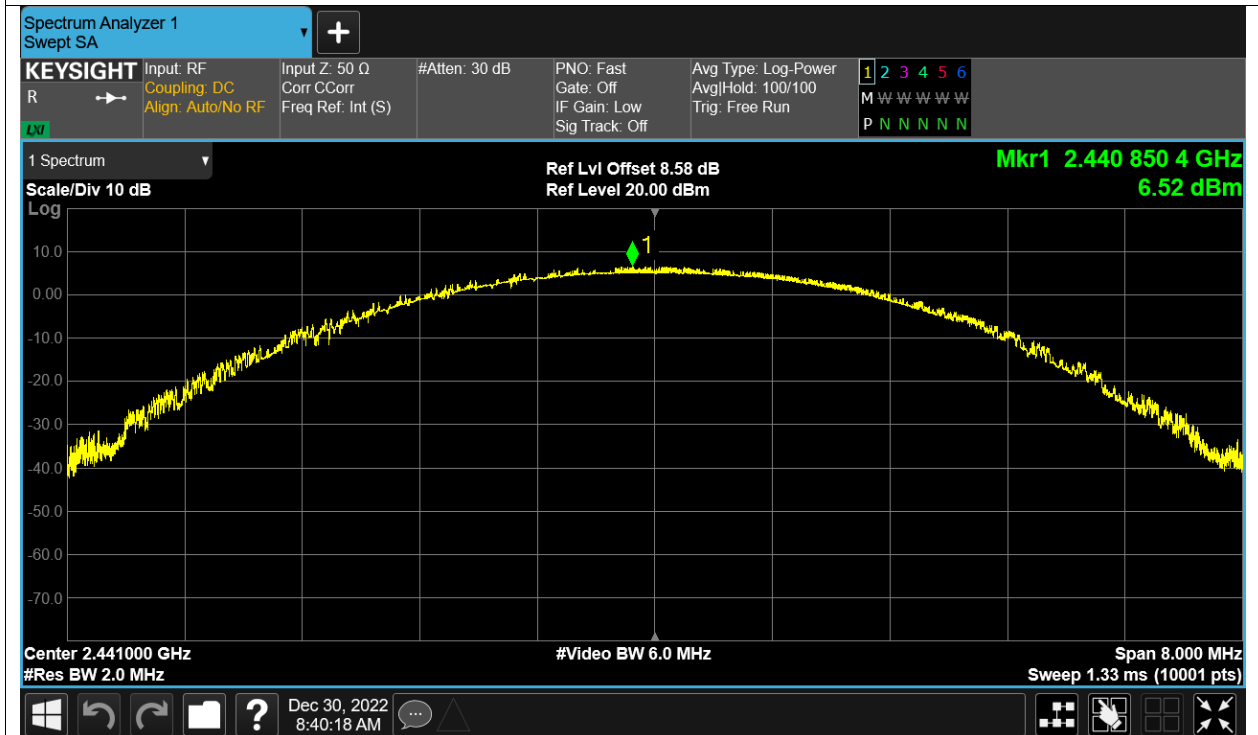 Spectrum Analyzer 1
Swept SA
+
KEYSIGHT
R
LXI
Input: RF
Coupling: DC
Align: Auto/No RF
Input Z: 50 Ω
Corr CCorr
Freq Ref: Int (S)
#Atten: 30 dB
PNO: Fast
Gate: Off
IF Gain: Low
Sig Track: Off
Avg Type: Log-Power
Avg|Hold: 100/100
Trig: Free Run
1 2 3 4 5 6
M W W W W W
P N N N N N N
1 Spectrum
Scale/Div 10 dB
Log
Ref Lvl Offset 8.58 dB
Ref Level 20.00 dBm
Mkr1 2.440 850 4 GHz
6.52 dBm
1
10.0
0.00
-10.0
-20.0
-30.0
-40.0
-50.0
-60.0
-70.0
Center 2.441000 GHz
#Res BW 2.0 MHz
#Video BW 6.0 MHz
Span 8.000 MHz
Sweep 1.33 ms (10001 pts)
?
Dec 30, 2022
8:40:18 AM